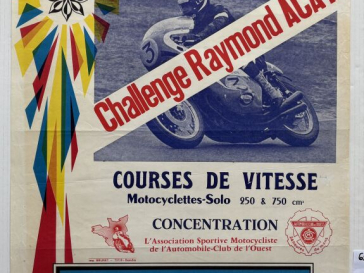 Challenge Raymond
3
COURSES DE VITESSE
Motocyclettes-Solo 250 & 750 cm³
CONCENTRATION
L'Association Sportive Motocycliste
de l'Automobile-Club de l'Ouest